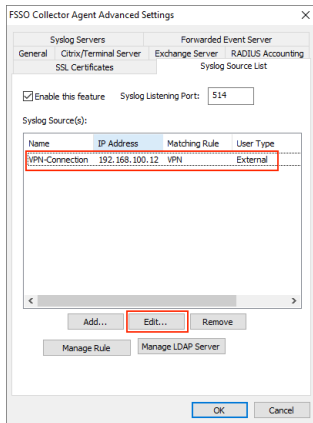 FSSO Collector Agent Advanced Settings
Syslog Servers Forwarded Event Server
General Citrix/Terminal Server Exchange Server RADIUS Accounting
SSL Certificates Syslog Source List
Enable this feature Syslog Listening Port: 514
Syslog Source(s):
Name IP Address Matching Rule User Type
VPN-Connection 192.168.100.12 VPN External
Add... Edit... Remove
Manage Rule Manage LDAP Server
OK Cancel